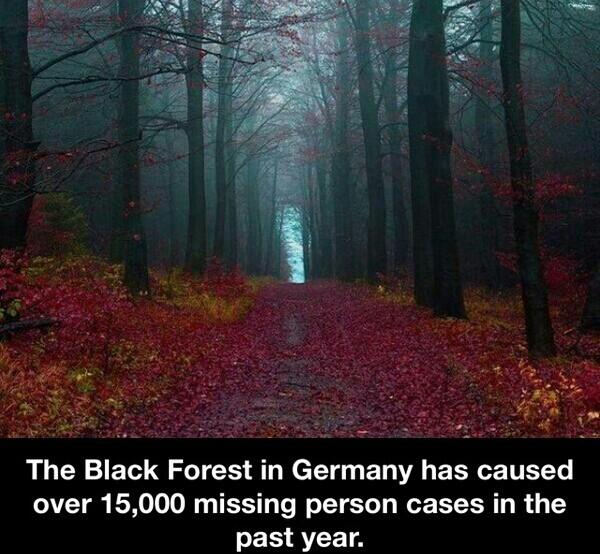 The Black Forest in Germany has caused
over 15,000 missing person cases in the
past year.